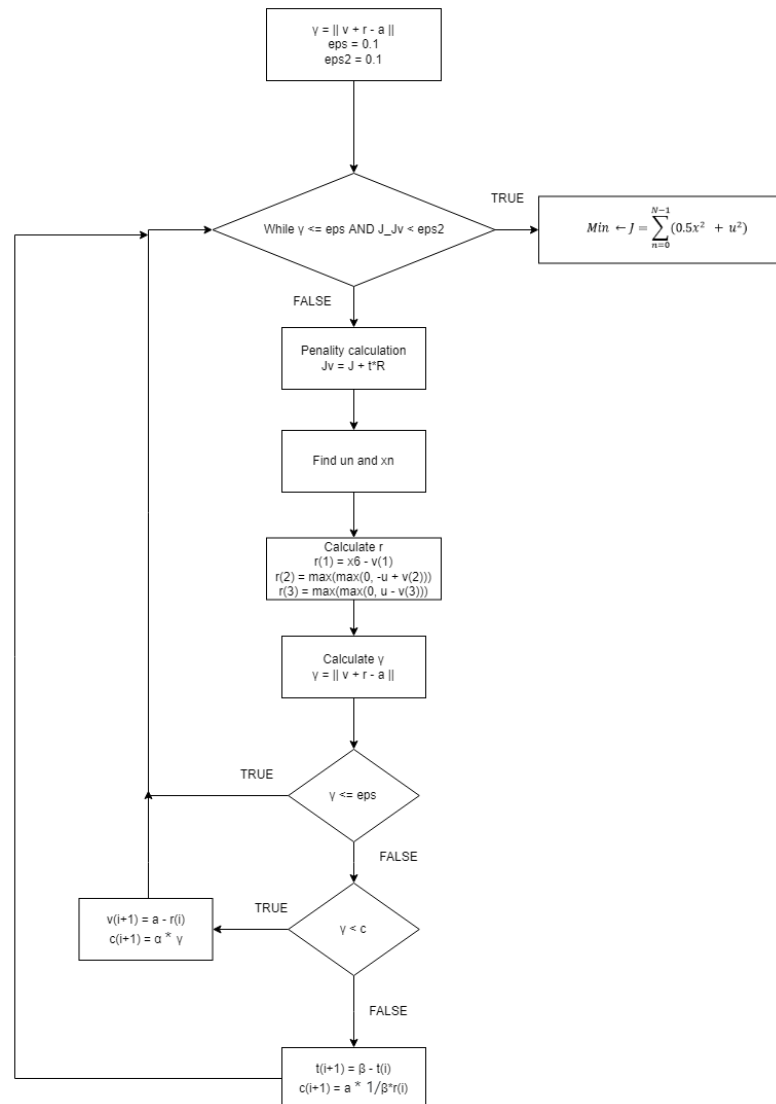 γ = || v + r - a ||
eps = 0.1
eps2 = 0.1
While γ <= eps AND J_Jv < eps2
TRUE
Min ← J = ∑_{n=0}^{N-1} (0.5x² + u²)
FALSE
Penality calculation
Jv = J + t*R
Find un and xn
Calculate r
r(1) = x6 - v(1)
r(2) = max(max(0, -u + v(2)))
r(3) = max(max(0, u - v(3)))
Calculate γ
γ = || v + r - a ||
TRUE
γ <= eps
FALSE
TRUE
γ < c
v(i+1) = a - r(i)
c(i+1) = α * γ
FALSE
t(i+1) = β - t(i)
c(i+1) = a * 1/β*r(i)